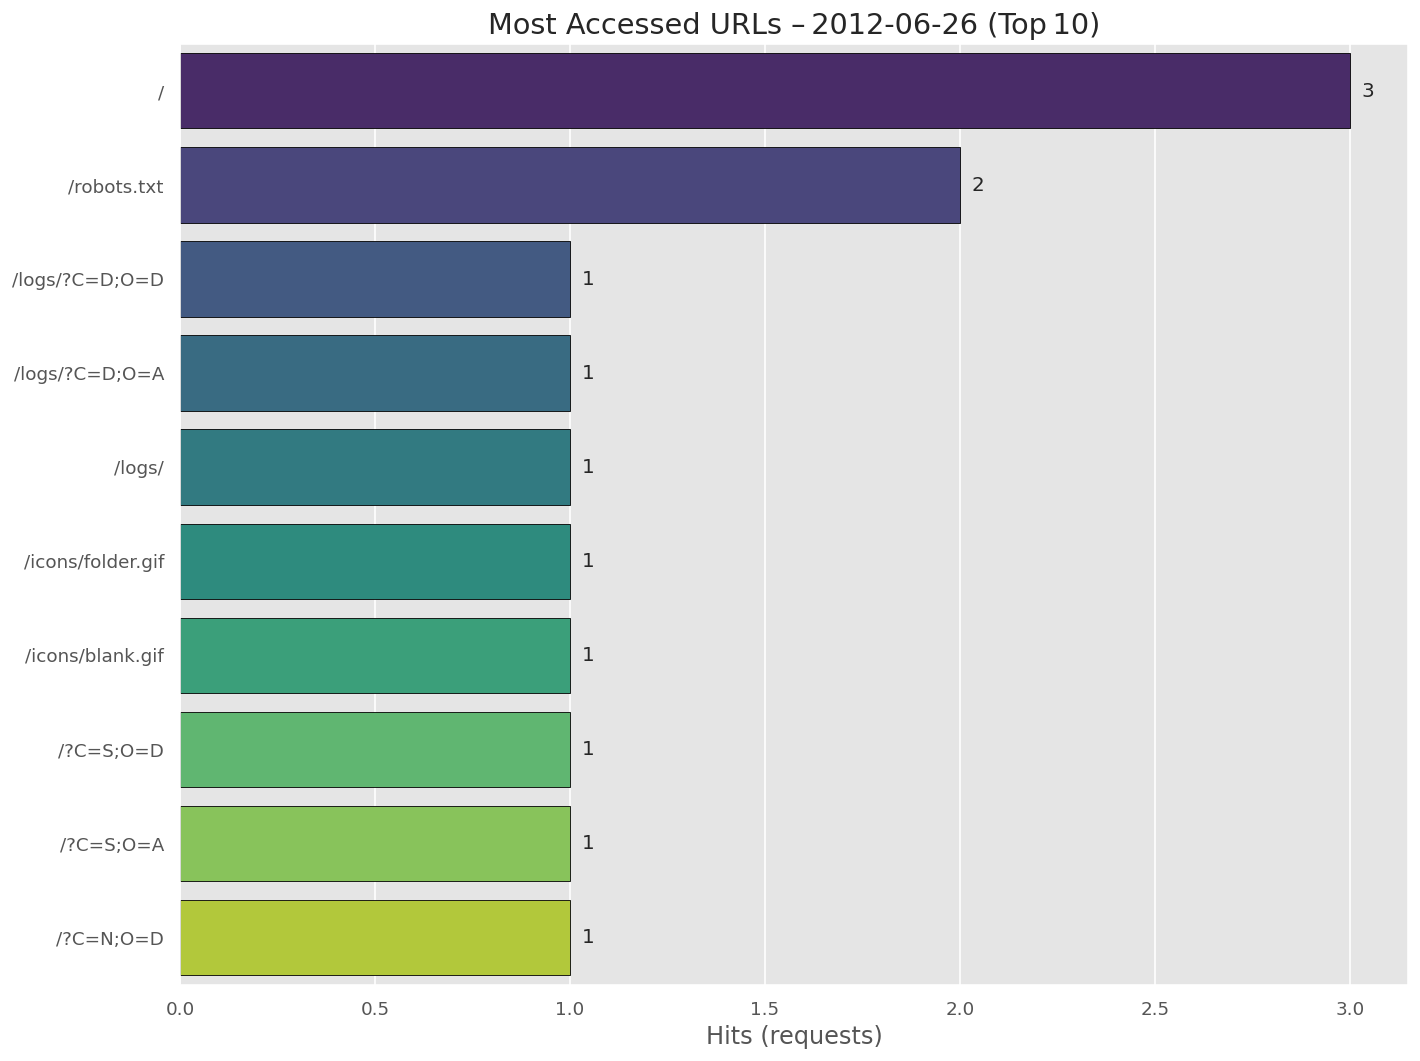 Most Accessed URLs – 2012-06-26 (Top 10)
/ 3
/robots.txt 2
/logs/?C=D;O=D 1
/logs/?C=D;O=A 1
/logs/ 1
/icons/folder.gif 1
/icons/blank.gif 1
/?C=S;O=D 1
/?C=S;O=A 1
/?C=N;O=D 1
0.0 0.5 1.0 1.5 2.0 2.5 3.0
Hits (requests)